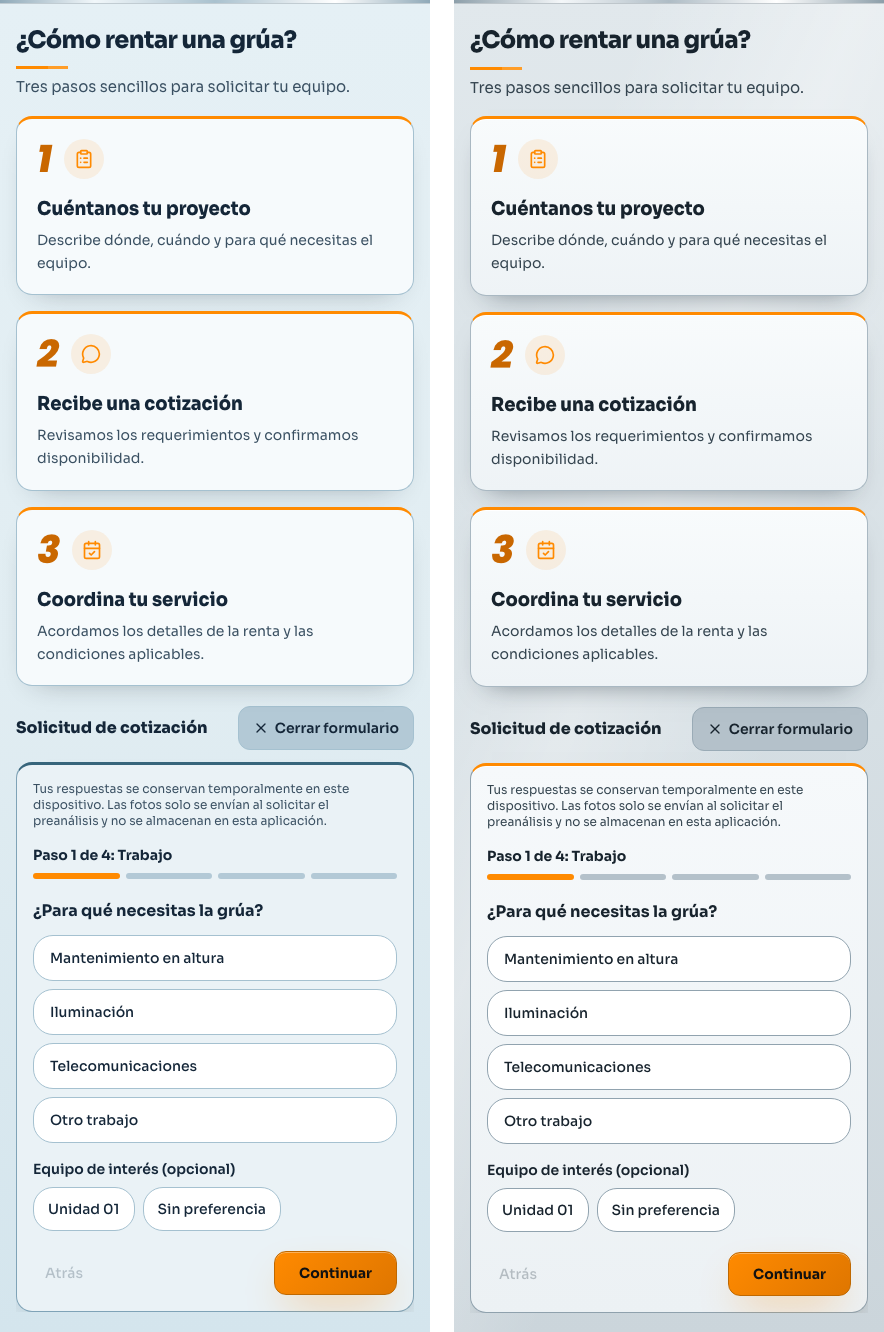 ¿Cómo rentar una grúa?
Tres pasos sencillos para solicitar tu equipo.
1
Cuéntanos tu proyecto
Describe dónde, cuándo y para qué necesitas el
equipo.
2
Recibe una cotización
Revisamos los requerimientos y confirmamos
disponibilidad.
3
Coordina tu servicio
Acordamos los detalles de la renta y las
condiciones aplicables.
Solicitud de cotización
Cerrar formulario
Tus respuestas se conservan temporalmente en este
dispositivo. Las fotos solo se envían al solicitar el
preanálisis y no se almacenan en esta aplicación.
Paso 1 de 4: Trabajo
¿Para qué necesitas la grúa?
Mantenimiento en altura
Iluminación
Telecomunicaciones
Otro trabajo
Equipo de interés (opcional)
Unidad 01
Sin preferencia
Atrás
Continuar
¿Cómo rentar una grúa?
Tres pasos sencillos para solicitar tu equipo.
1
Cuéntanos tu proyecto
Describe dónde, cuándo y para qué necesitas el
equipo.
2
Recibe una cotización
Revisamos los requerimientos y confirmamos
disponibilidad.
3
Coordina tu servicio
Acordamos los detalles de la renta y las
condiciones aplicables.
Solicitud de cotización
Cerrar formulario
Tus respuestas se conservan temporalmente en este
dispositivo. Las fotos solo se envían al solicitar el
preanálisis y no se almacenan en esta aplicación.
Paso 1 de 4: Trabajo
¿Para qué necesitas la grúa?
Mantenimiento en altura
Iluminación
Telecomunicaciones
Otro trabajo
Equipo de interés (opcional)
Unidad 01
Sin preferencia
Atrás
Continuar